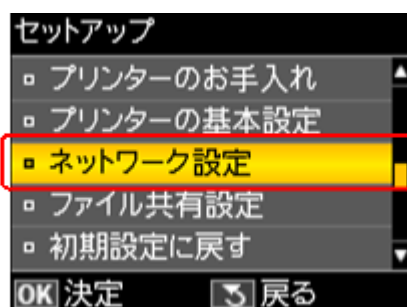 セットアップ
プリンターのお手入れ
プリンターの基本設定
ネットワーク設定
ファイル共有設定
初期設定に戻す
OK 決定 戻る